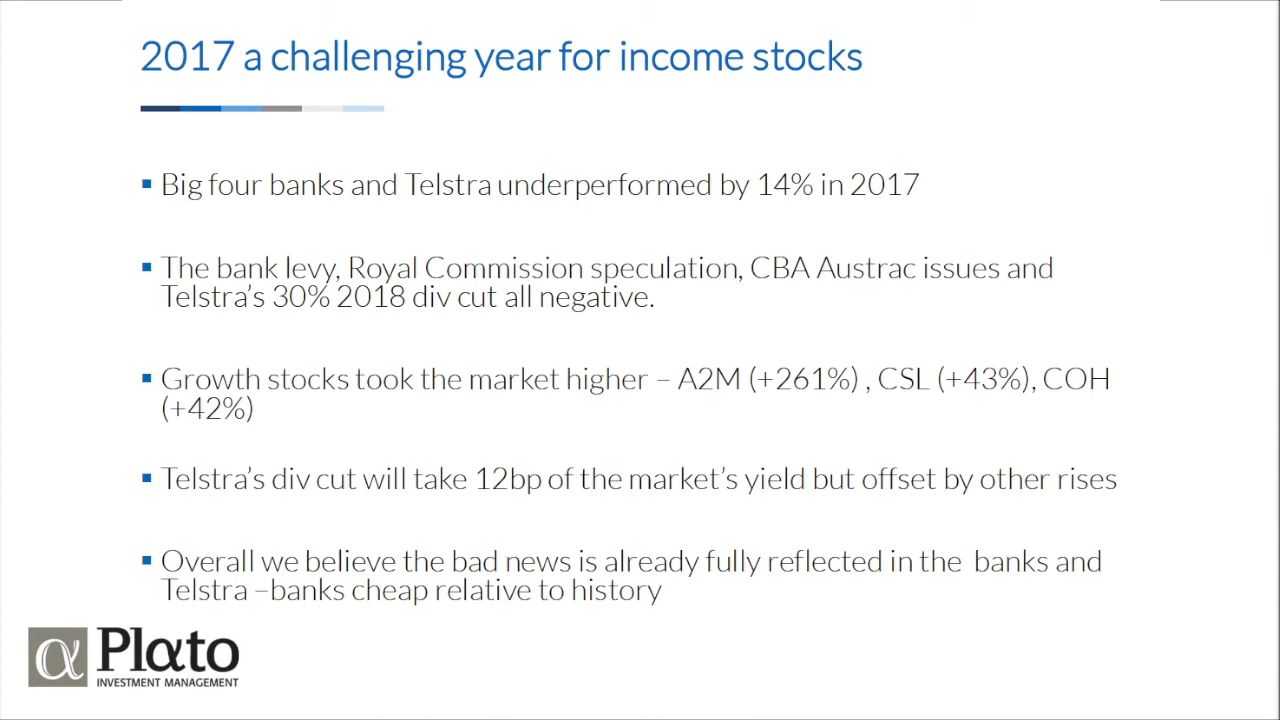 2017 a challenging year for income stocks
▪ Big four banks and Telstra underperformed by 14% in 2017
▪ The bank levy, Royal Commission speculation, CBA Austrac issues and
Telstra’s 30% 2018 div cut all negative.
▪ Growth stocks took the market higher – A2M (+261%) , CSL (+43%), COH
(+42%)
▪ Telstra’s div cut will take 12bp of the market’s yield but offset by other rises
▪ Overall we believe the bad news is already fully reflected in the  banks and
Telstra –banks cheap relative to history
α Plαto
INVESTMENT MANAGEMENT